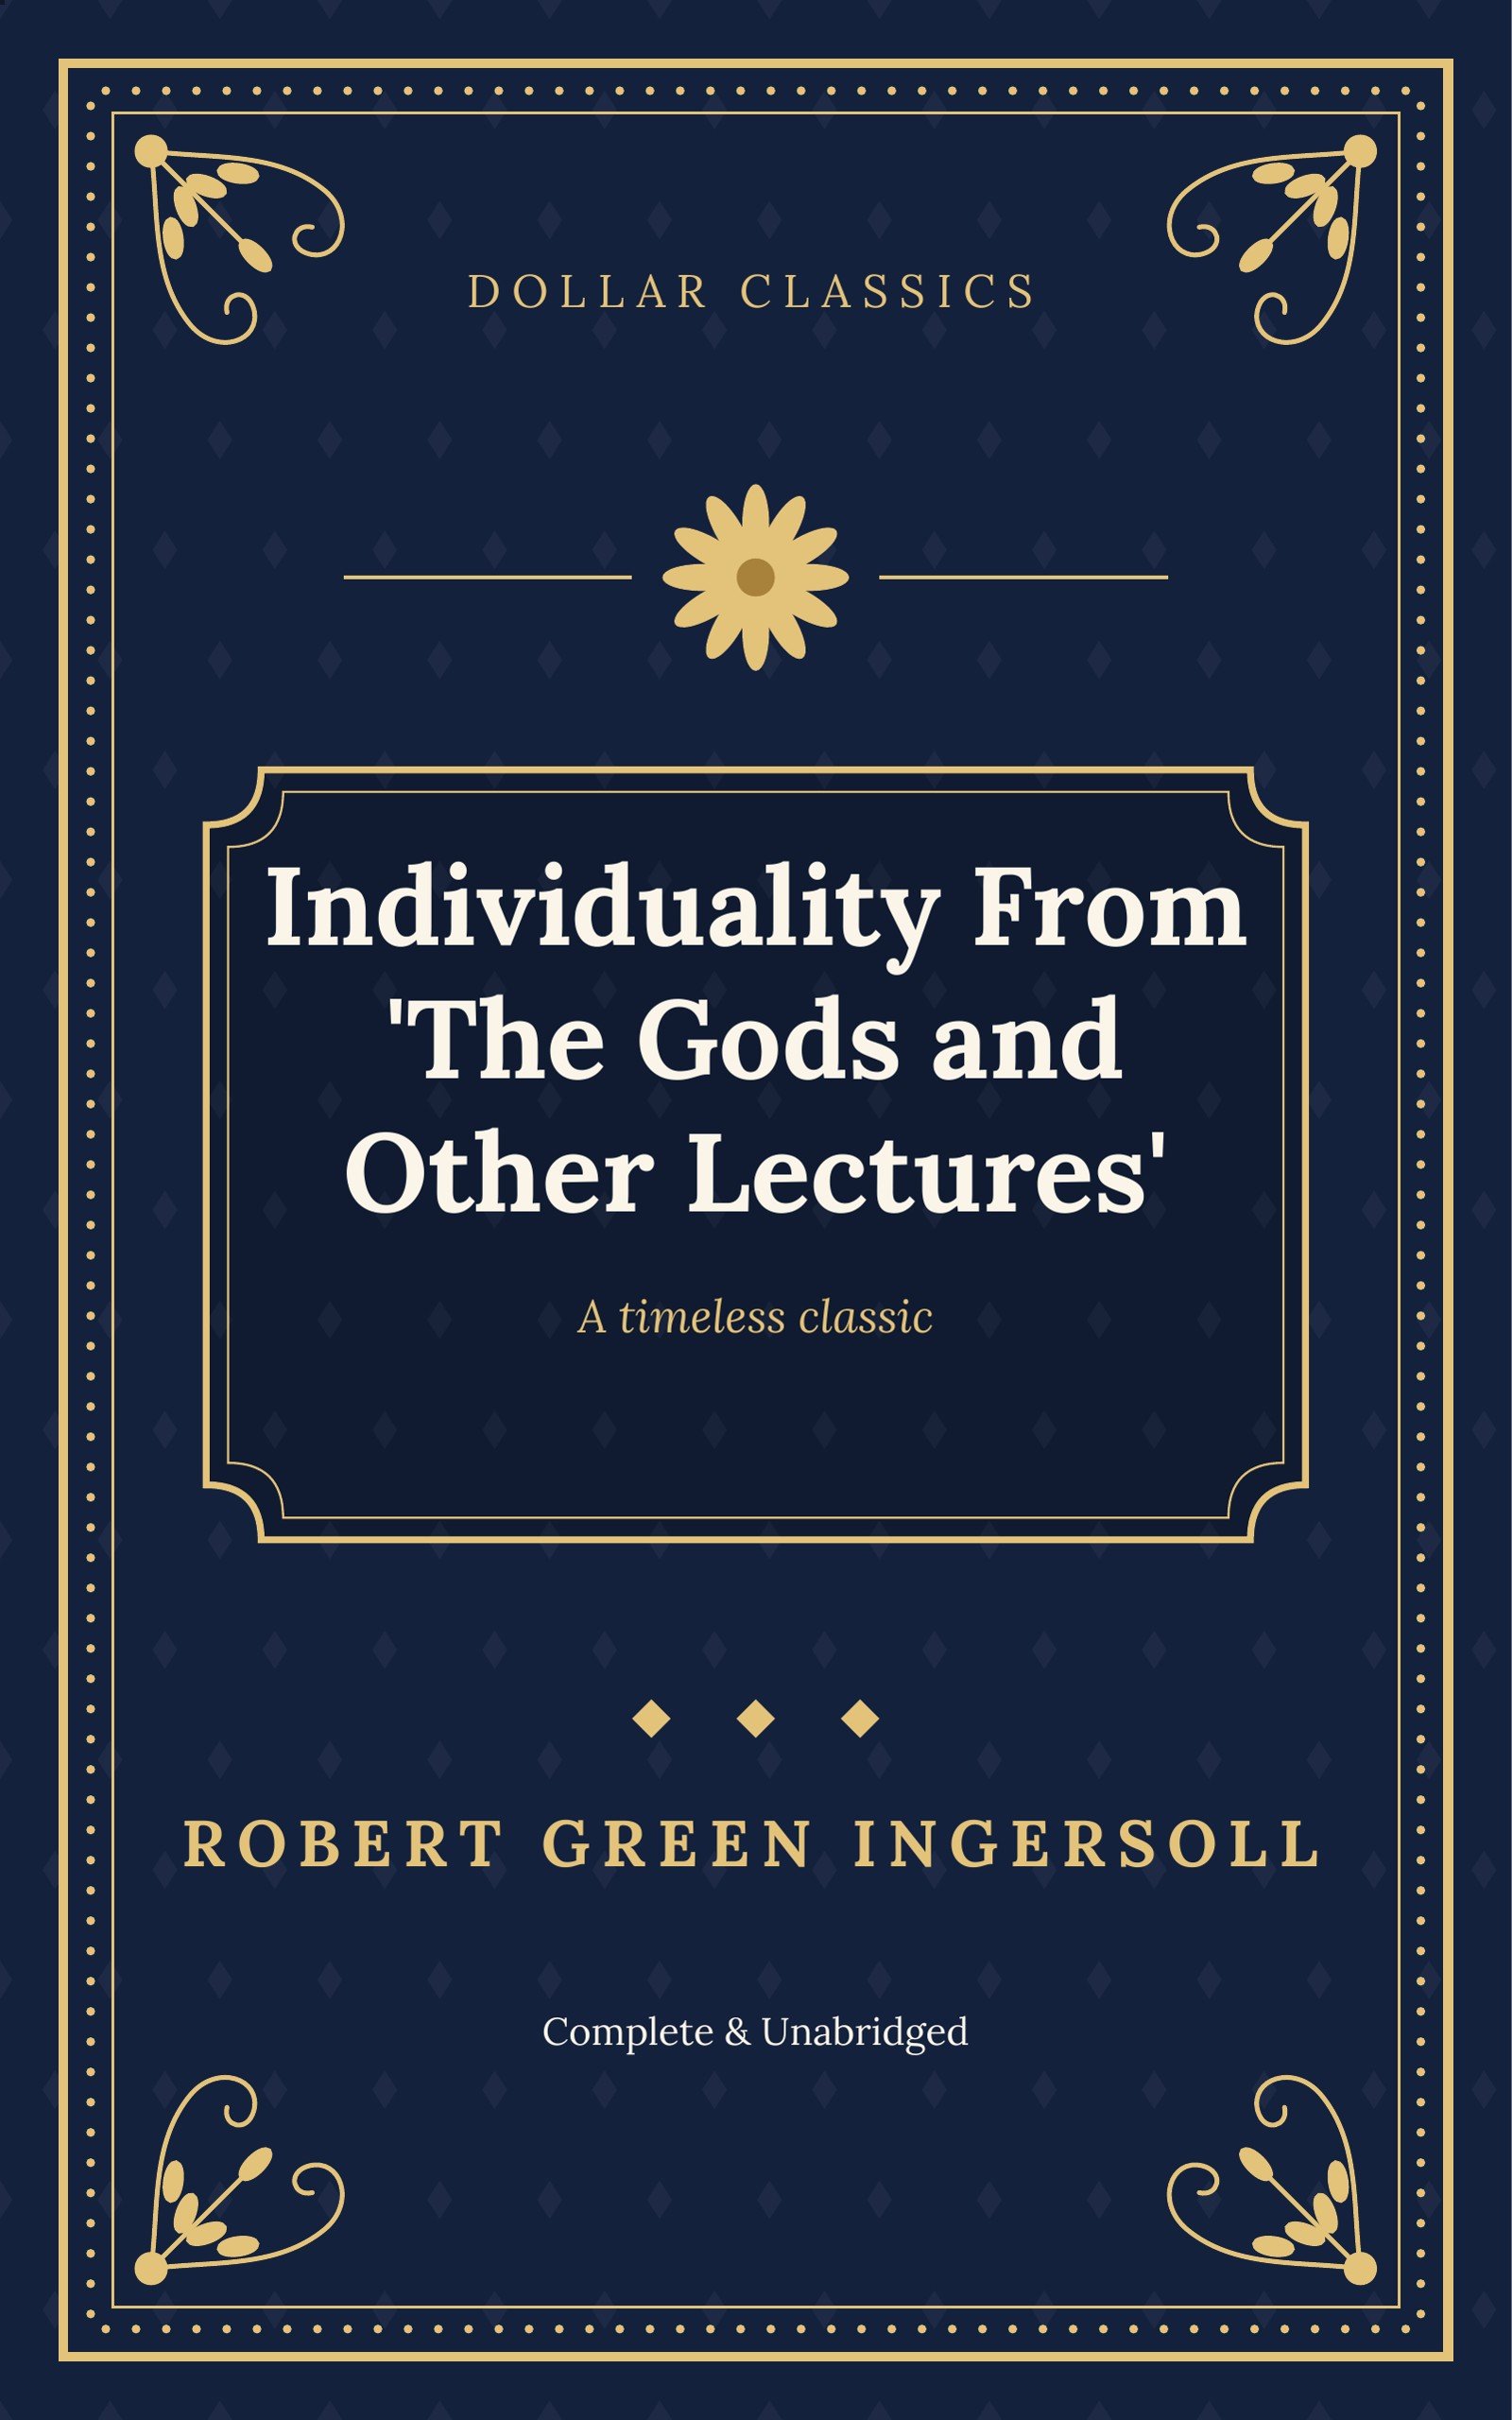 DOLLAR CLASSICS
Individuality From
'The Gods and
Other Lectures'
A timeless classic
ROBERT GREEN INGERSOLL
Complete & Unabridged